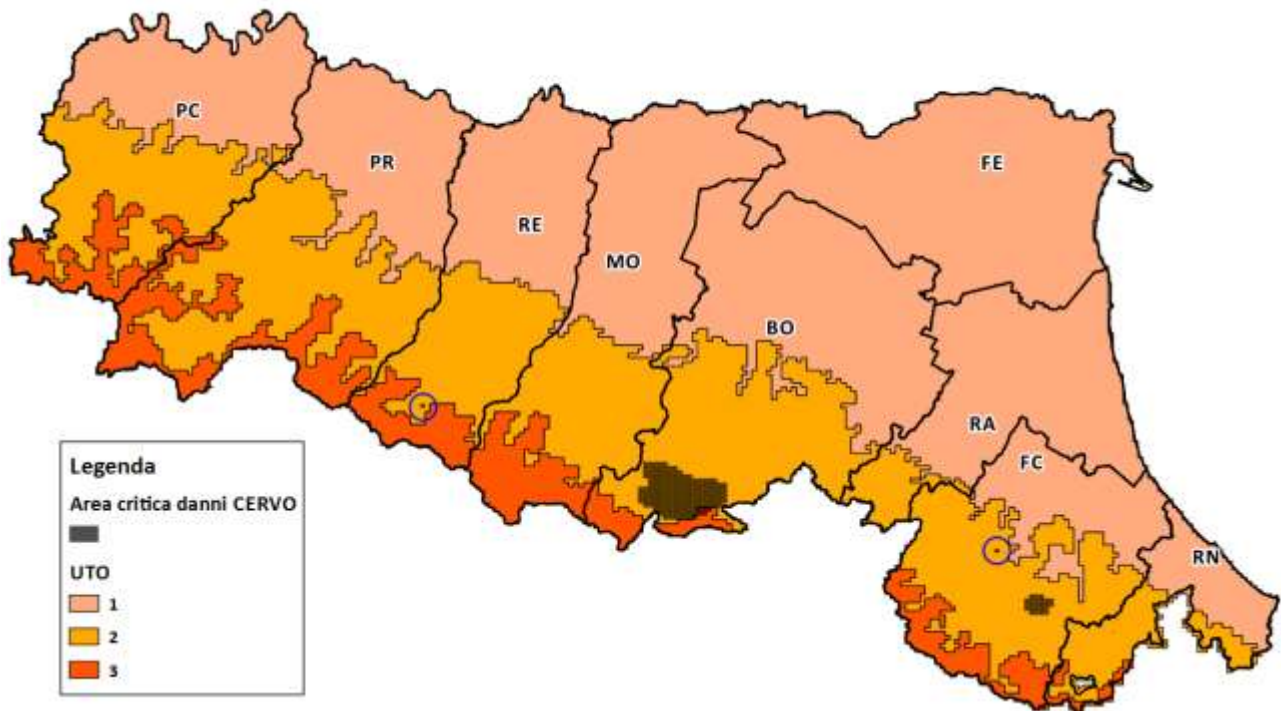 PC
PR
RE
MO
FE
BO
RA
FC
RN
Legenda
Area critica danni CERVO
UTO
1
2
3